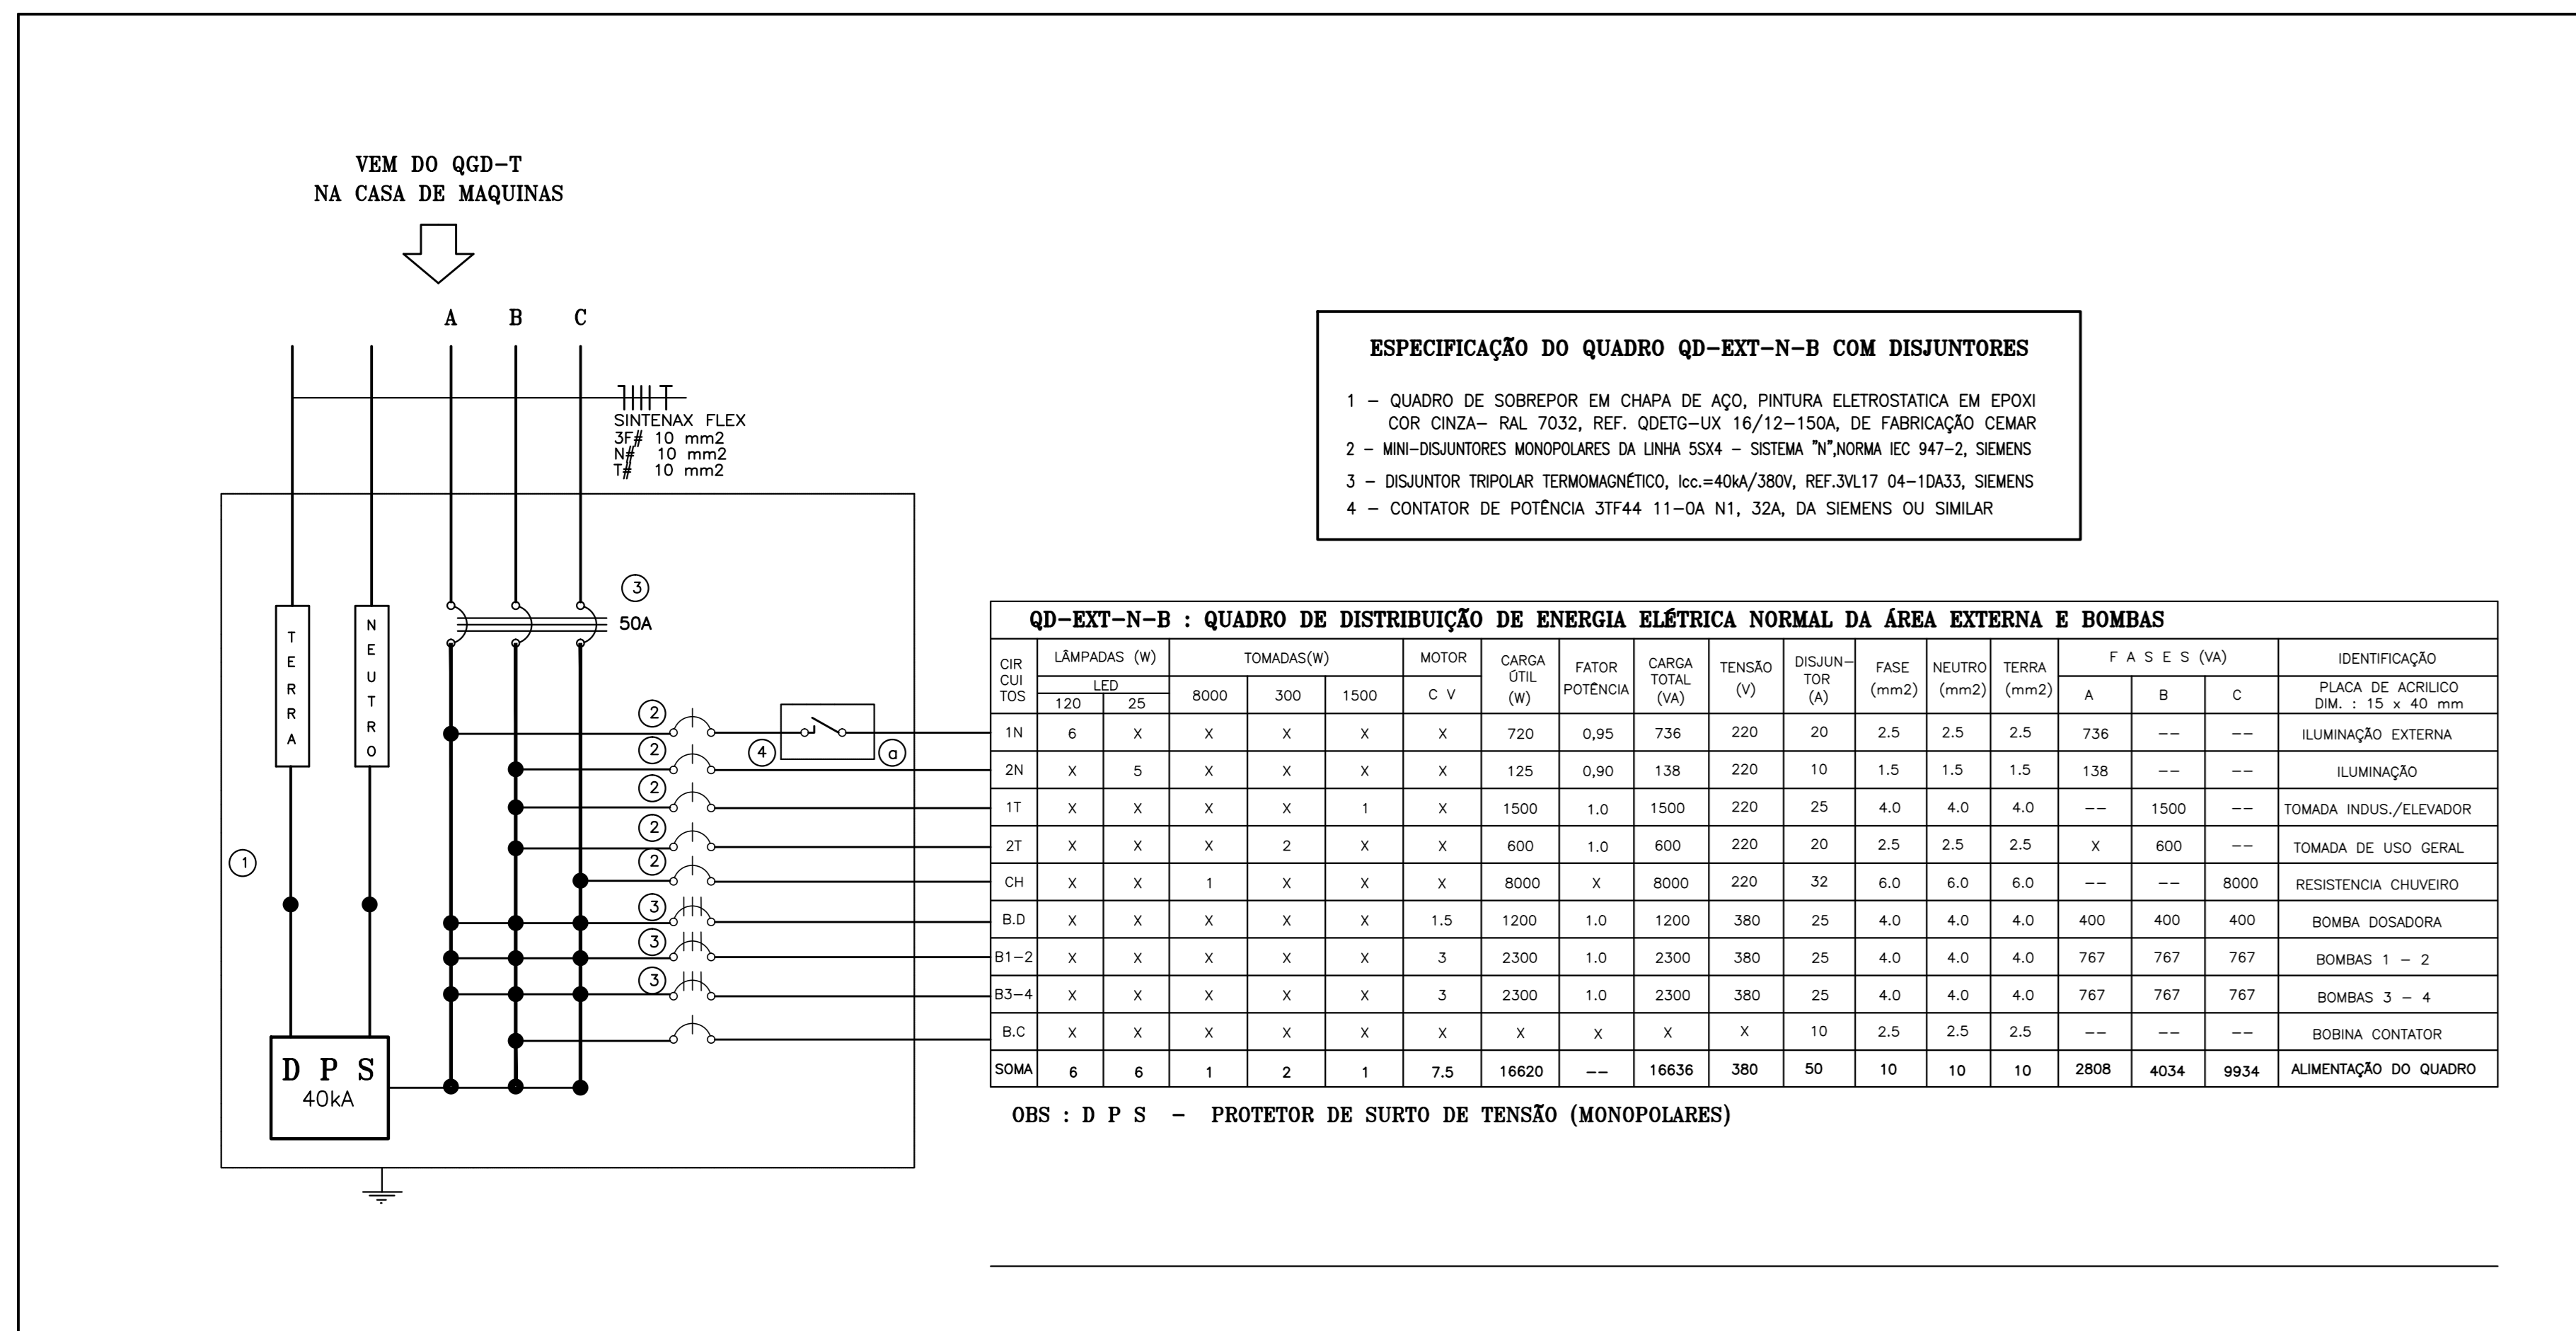 VEM DO QGD-T
NA CASA DE MAQUINAS
A B C
SINTENAX FLEX
3F# 10 mm2
N# 10 mm2
T# 10 mm2
3
50A
TERRA
NEUTRO
2
2
4
a
2
2
2
1
3
3
3
D P S
40kA
ESPECIFICAÇÃO DO QUADRO QD-EXT-N-B COM DISJUNTORES
1 - QUADRO DE SOBREPOR EM CHAPA DE AÇO, PINTURA ELETROSTATICA EM EPOXI
COR CINZA- RAL 7032, REF. QDETG-UX 16/12-150A, DE FABRICAÇÃO CEMAR
2 - MINI-DISJUNTORES MONOPOLARES DA LINHA 5SX4 - SISTEMA "N",NORMA IEC 947-2, SIEMENS
3 - DISJUNTOR TRIPOLAR TERMOMAGNÉTICO, Icc.=40kA/380V, REF.3VL17 04-1DA33, SIEMENS
4 - CONTATOR DE POTÊNCIA 3TF44 11-0A N1, 32A, DA SIEMENS OU SIMILAR
QD-EXT-N-B : QUADRO DE DISTRIBUIÇÃO DE ENERGIA ELÉTRICA NORMAL DA ÁREA EXTERNA E BOMBAS
CIR CUI TOS LÂMPADAS (W) TOMADAS(W) MOTOR CARGA ÚTIL (W) FATOR POTÊNCIA CARGA TOTAL (VA) TENSÃO (V) DISJUN- TOR (A) FASE (mm2) NEUTRO (mm2) TERRA (mm2) F A S E S (VA) IDENTIFICAÇÃO
LED 8000 300 1500 C V A B C PLACA DE ACRILICO
120 25 DIM. : 15 x 40 mm
1N 6 X X X X X 720 0,95 736 220 20 2.5 2.5 2.5 736 -- -- ILUMINAÇÃO EXTERNA
2N X 5 X X X X 125 0,90 138 220 10 1.5 1.5 1.5 138 -- -- ILUMINAÇÃO
1T X X X X 1 X 1500 1.0 1500 220 25 4.0 4.0 4.0 -- 1500 -- TOMADA INDUS./ELEVADOR
2T X X X 2 X X 600 1.0 600 220 20 2.5 2.5 2.5 X 600 -- TOMADA DE USO GERAL
CH X X 1 X X X 8000 X 8000 220 32 6.0 6.0 6.0 -- -- 8000 RESISTENCIA CHUVEIRO
B.D X X X X X 1.5 1200 1.0 1200 380 25 4.0 4.0 4.0 400 400 400 BOMBA DOSADORA
B1-2 X X X X X 3 2300 1.0 2300 380 25 4.0 4.0 4.0 767 767 767 BOMBAS 1 - 2
B3-4 X X X X X 3 2300 1.0 2300 380 25 4.0 4.0 4.0 767 767 767 BOMBAS 3 - 4
B.C X X X X X X X X X X 10 2.5 2.5 2.5 -- -- -- BOBINA CONTATOR
SOMA 6 6 1 2 1 7.5 16620 -- 16636 380 50 10 10 10 2808 4034 9934 ALIMENTAÇÃO DO QUADRO
OBS : D P S - PROTETOR DE SURTO DE TENSÃO (MONOPOLARES)